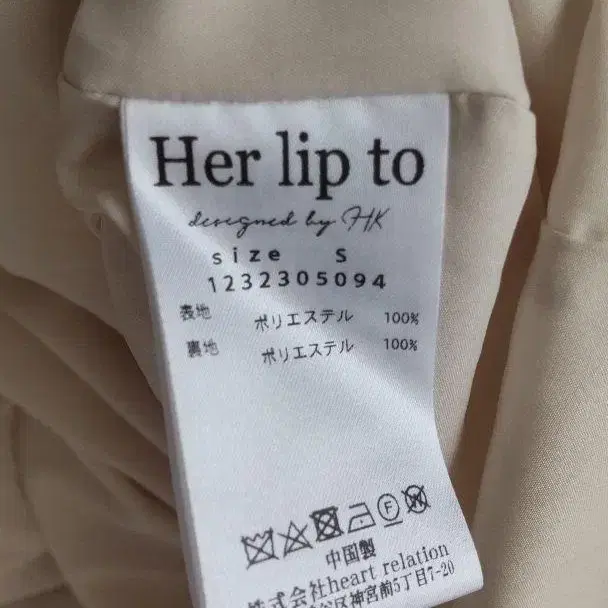 Her lip to
designed by HK
size S
1232305094
表地 ポリエステル 100%
裏地 ポリエステル 100%
F
中国製
株式会社heart relation
区神宮前5丁目7-20